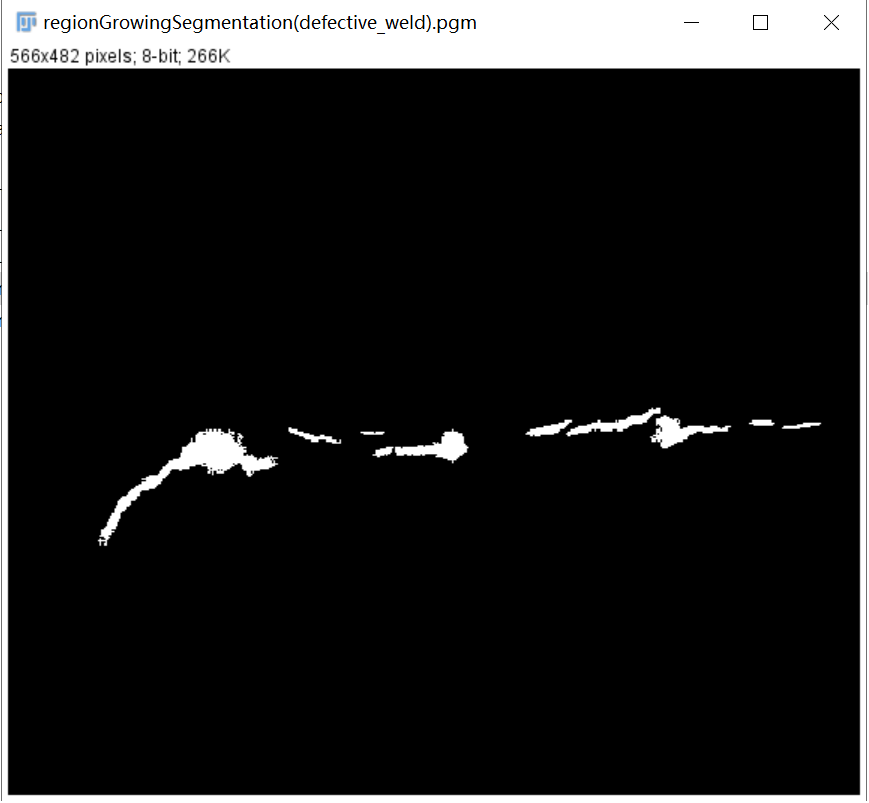 regionGrowingSegmentation(defective_weld).pgm
566x482 pixels; 8-bit; 266K